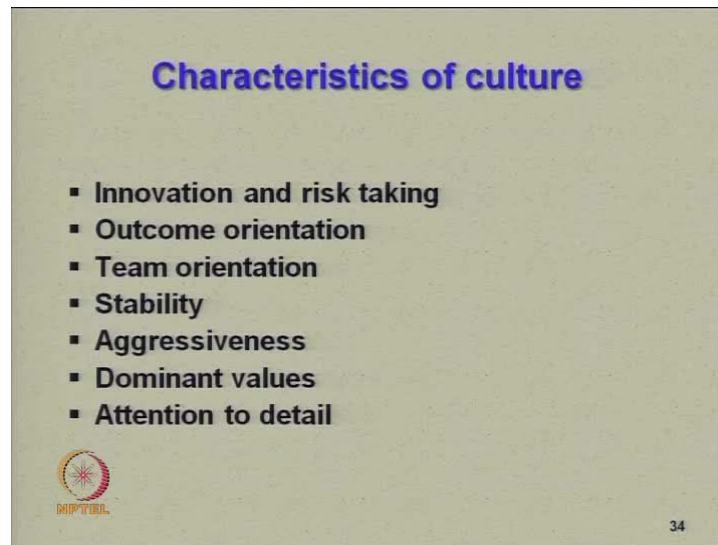 Characteristics of culture
▪ Innovation and risk taking
▪ Outcome orientation
▪ Team orientation
▪ Stability
▪ Aggressiveness
▪ Dominant values
▪ Attention to detail
NPTEL
34